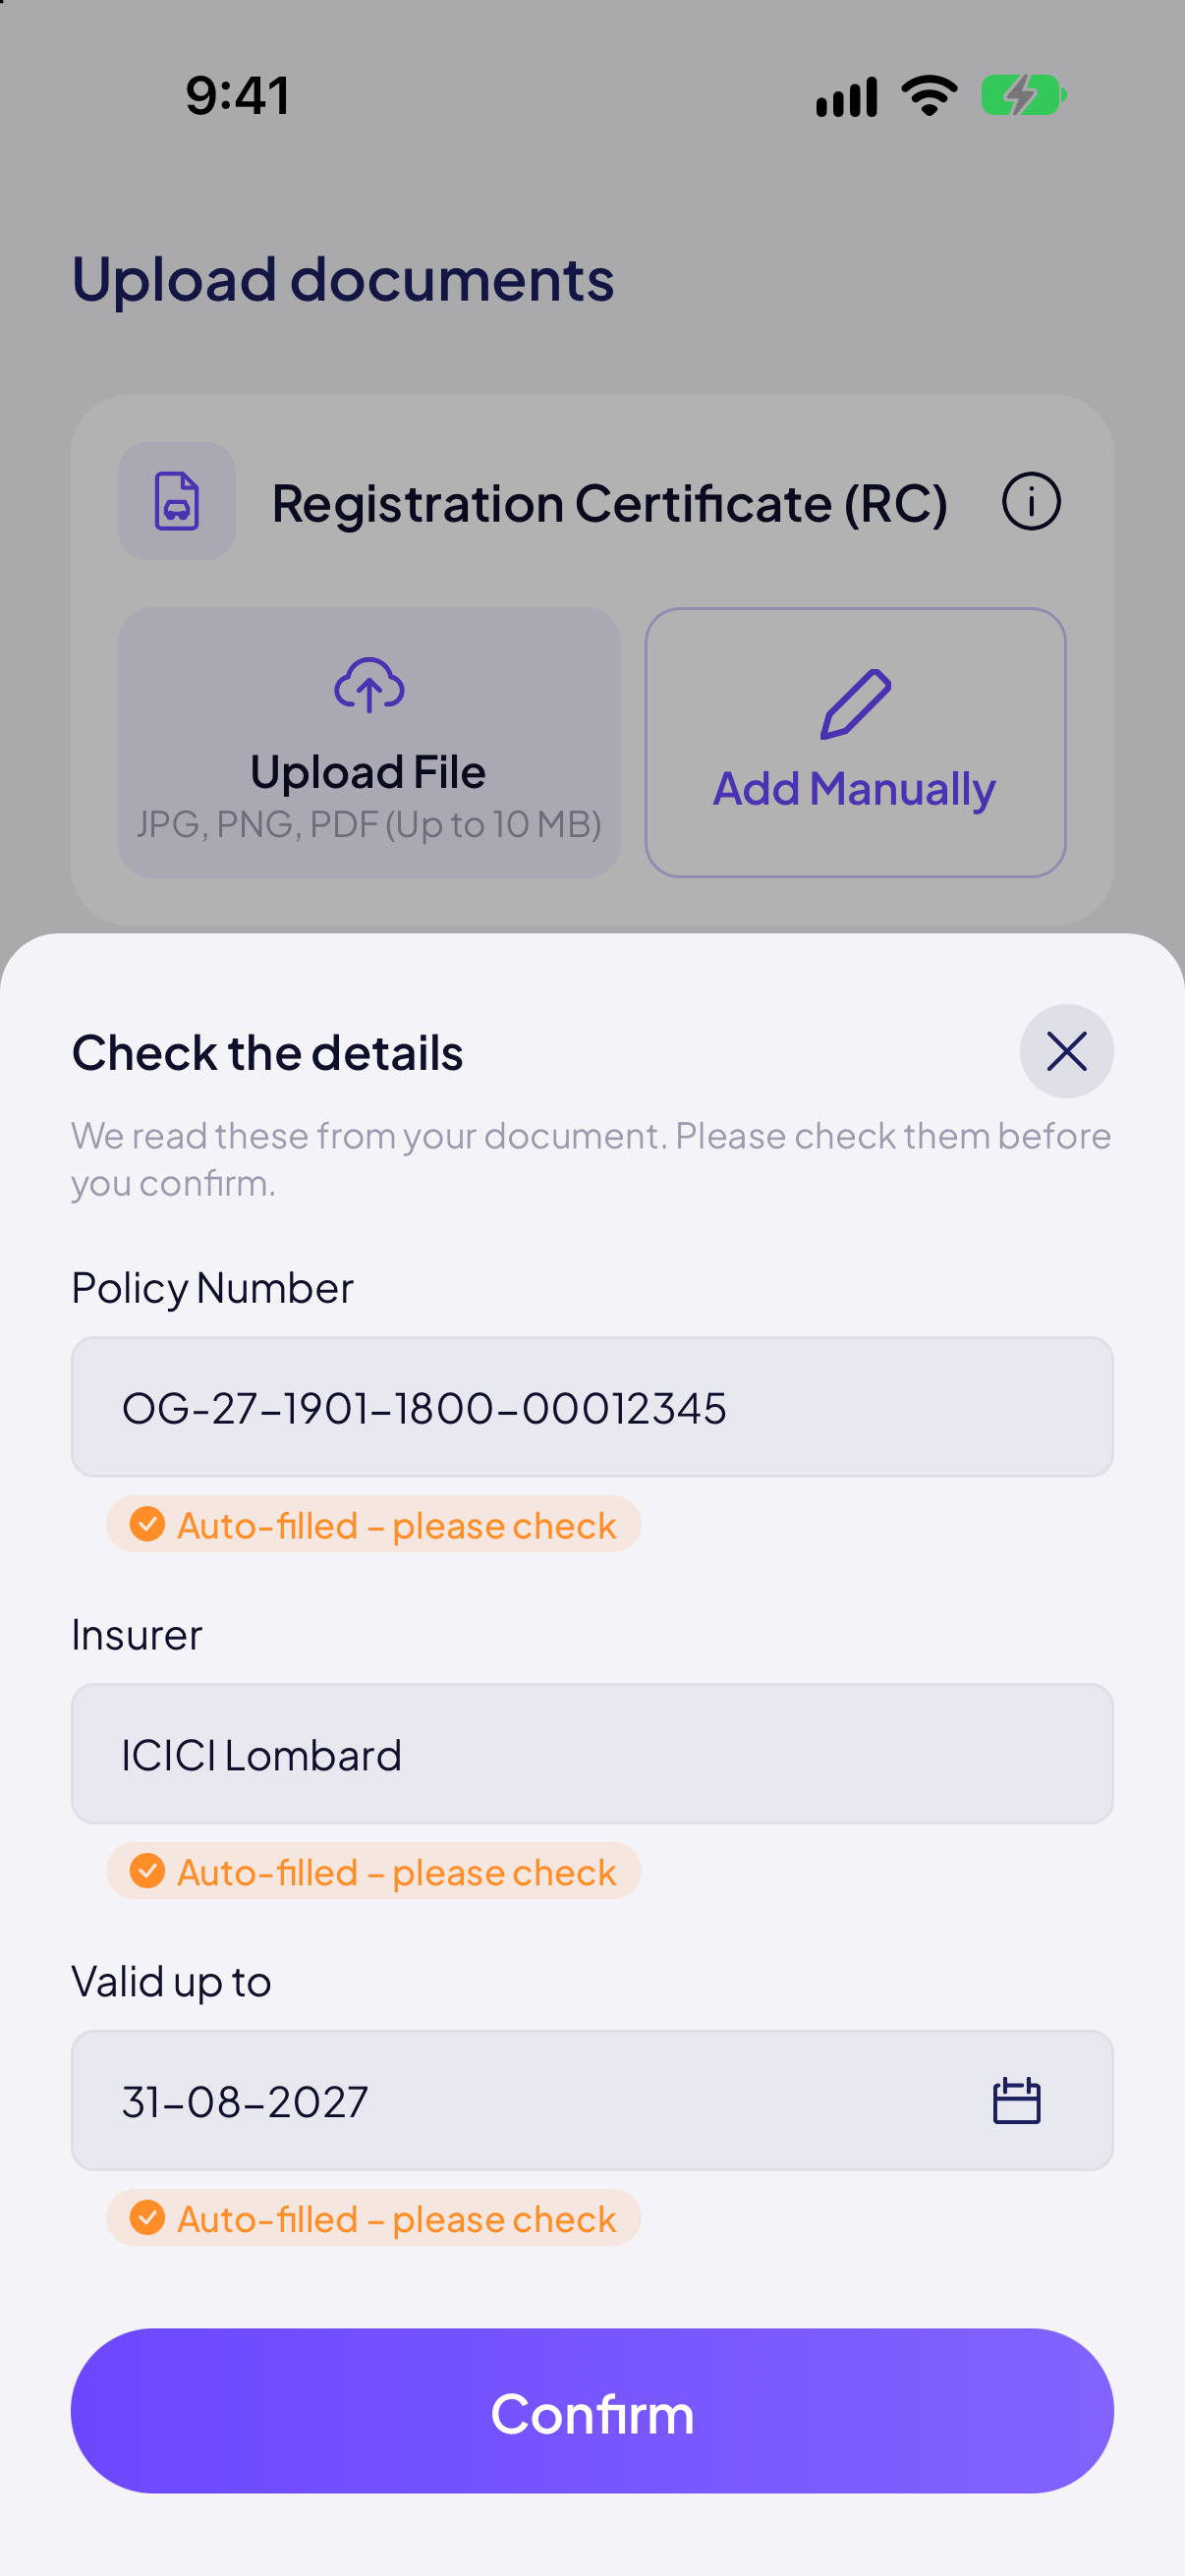 9:41
Upload documents
Registration Certificate (RC)
Upload File
JPG, PNG, PDF (Up to 10 MB)
Add Manually
Check the details
We read these from your document. Please check them before
you confirm.
Policy Number
OG-27-1901-1800-00012345
Auto-filled – please check
Insurer
ICICI Lombard
Auto-filled – please check
Valid up to
31-08-2027
Auto-filled – please check
Confirm